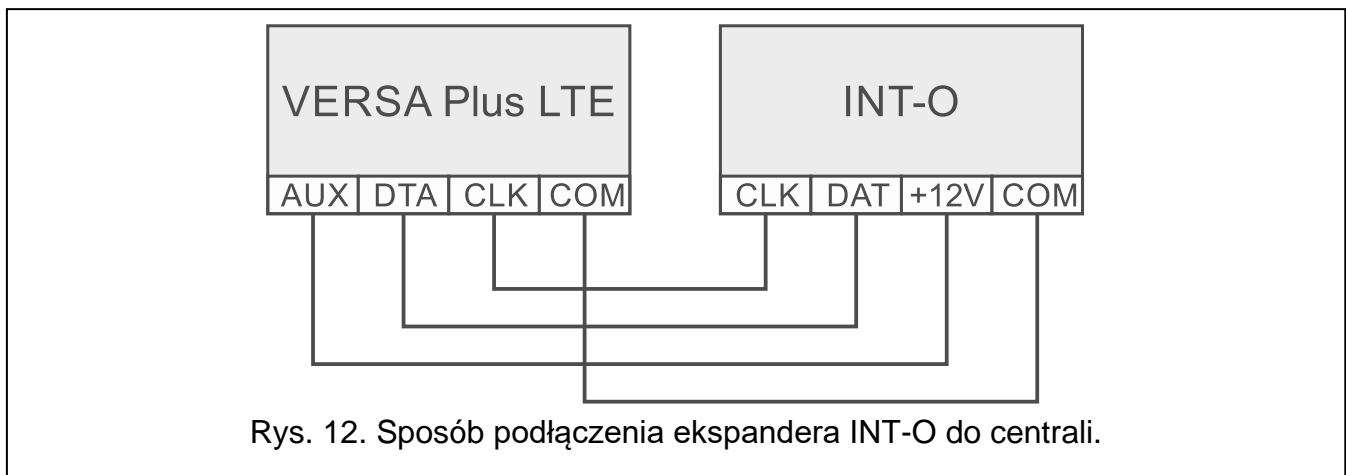 VERSA Plus LTE
INT-O
AUX DTA CLK COM
CLK DAT +12V COM
Rys. 12. Sposób podłączenia ekspandera INT-O do centrali.